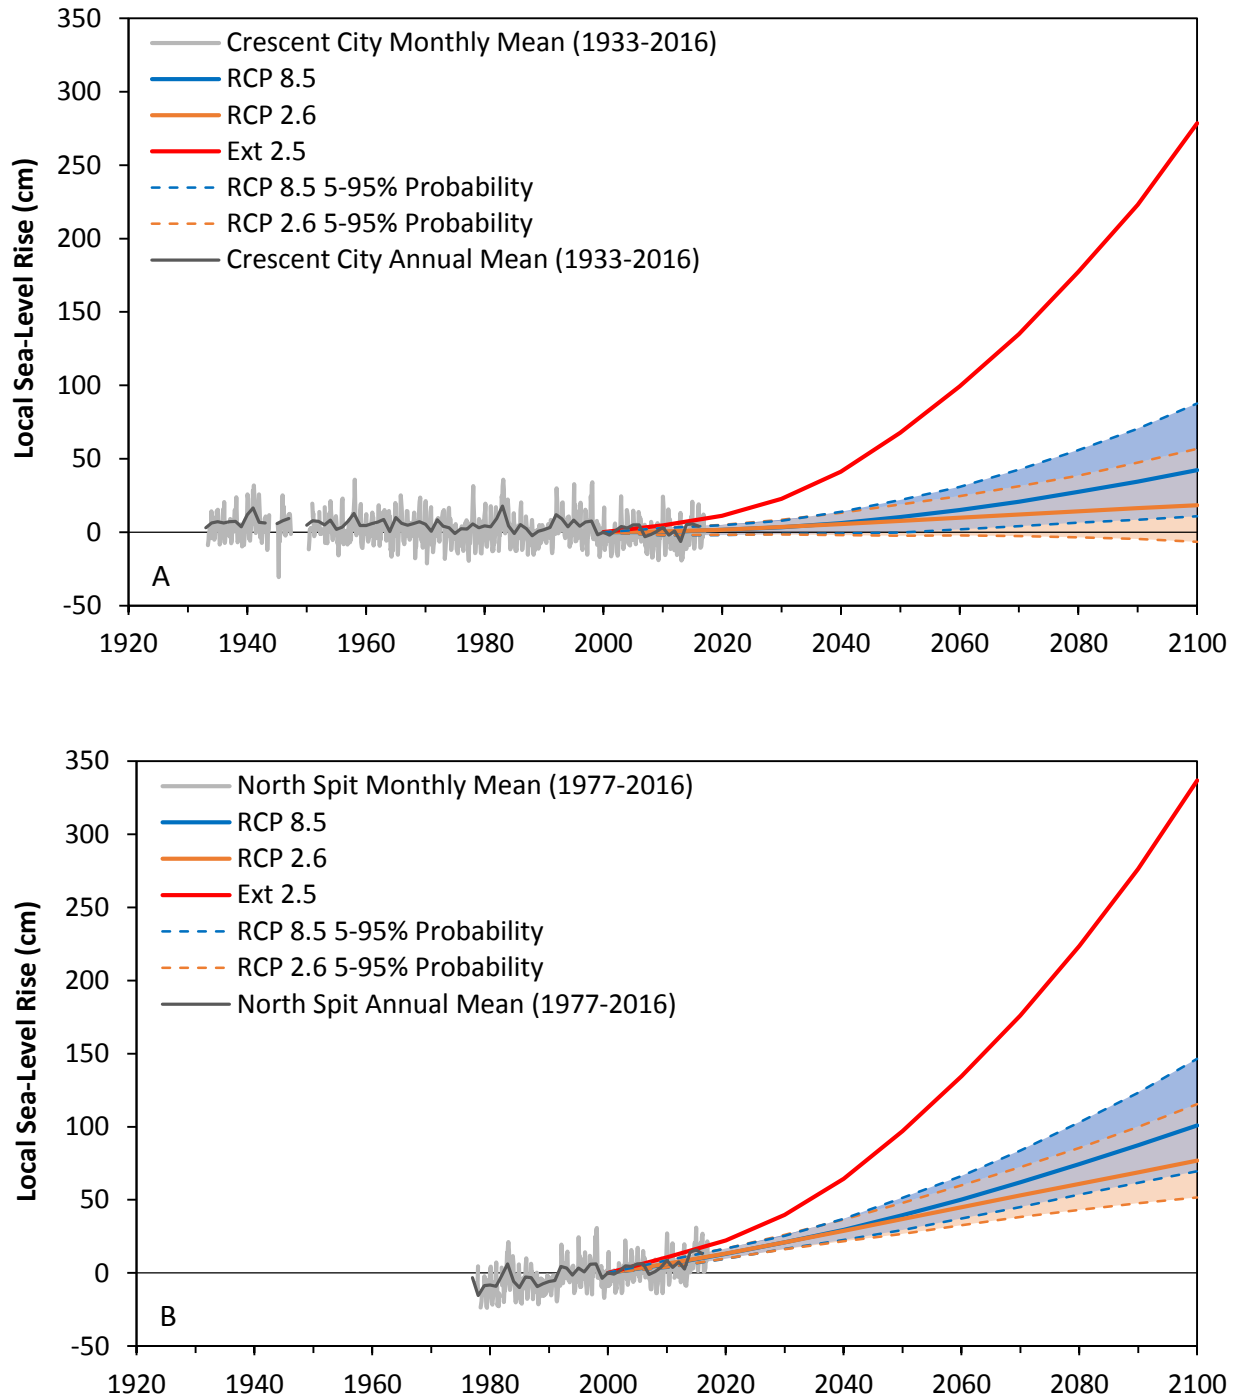 350
300
250
200
150
100
50
0
-50
Local Sea-Level Rise (cm)
Crescent City Monthly Mean (1933-2016)
RCP 8.5
RCP 2.6
Ext 2.5
RCP 8.5 5-95% Probability
RCP 2.6 5-95% Probability
Crescent City Annual Mean (1933-2016)
A
1920 1940 1960 1980 2000 2020 2040 2060 2080 2100
350
300
250
200
150
100
50
0
-50
Local Sea-Level Rise (cm)
North Spit Monthly Mean (1977-2016)
RCP 8.5
RCP 2.6
Ext 2.5
RCP 8.5 5-95% Probability
RCP 2.6 5-95% Probability
North Spit Annual Mean (1977-2016)
B
1920 1940 1960 1980 2000 2020 2040 2060 2080 2100